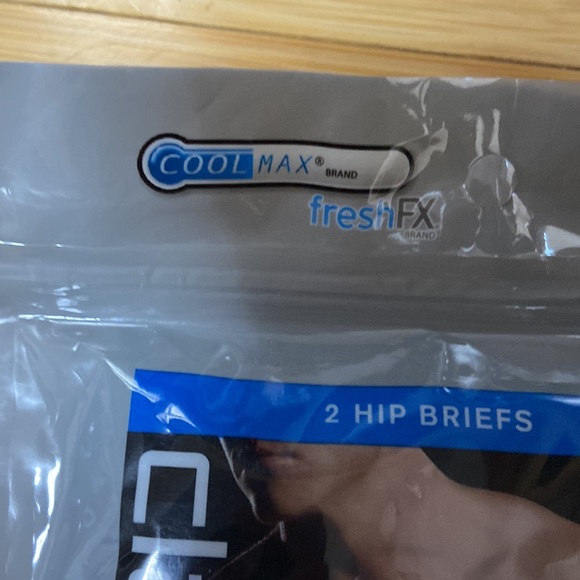 COOLMAX® BRAND
freshFX
BRAND
2 HIP BRIEFS